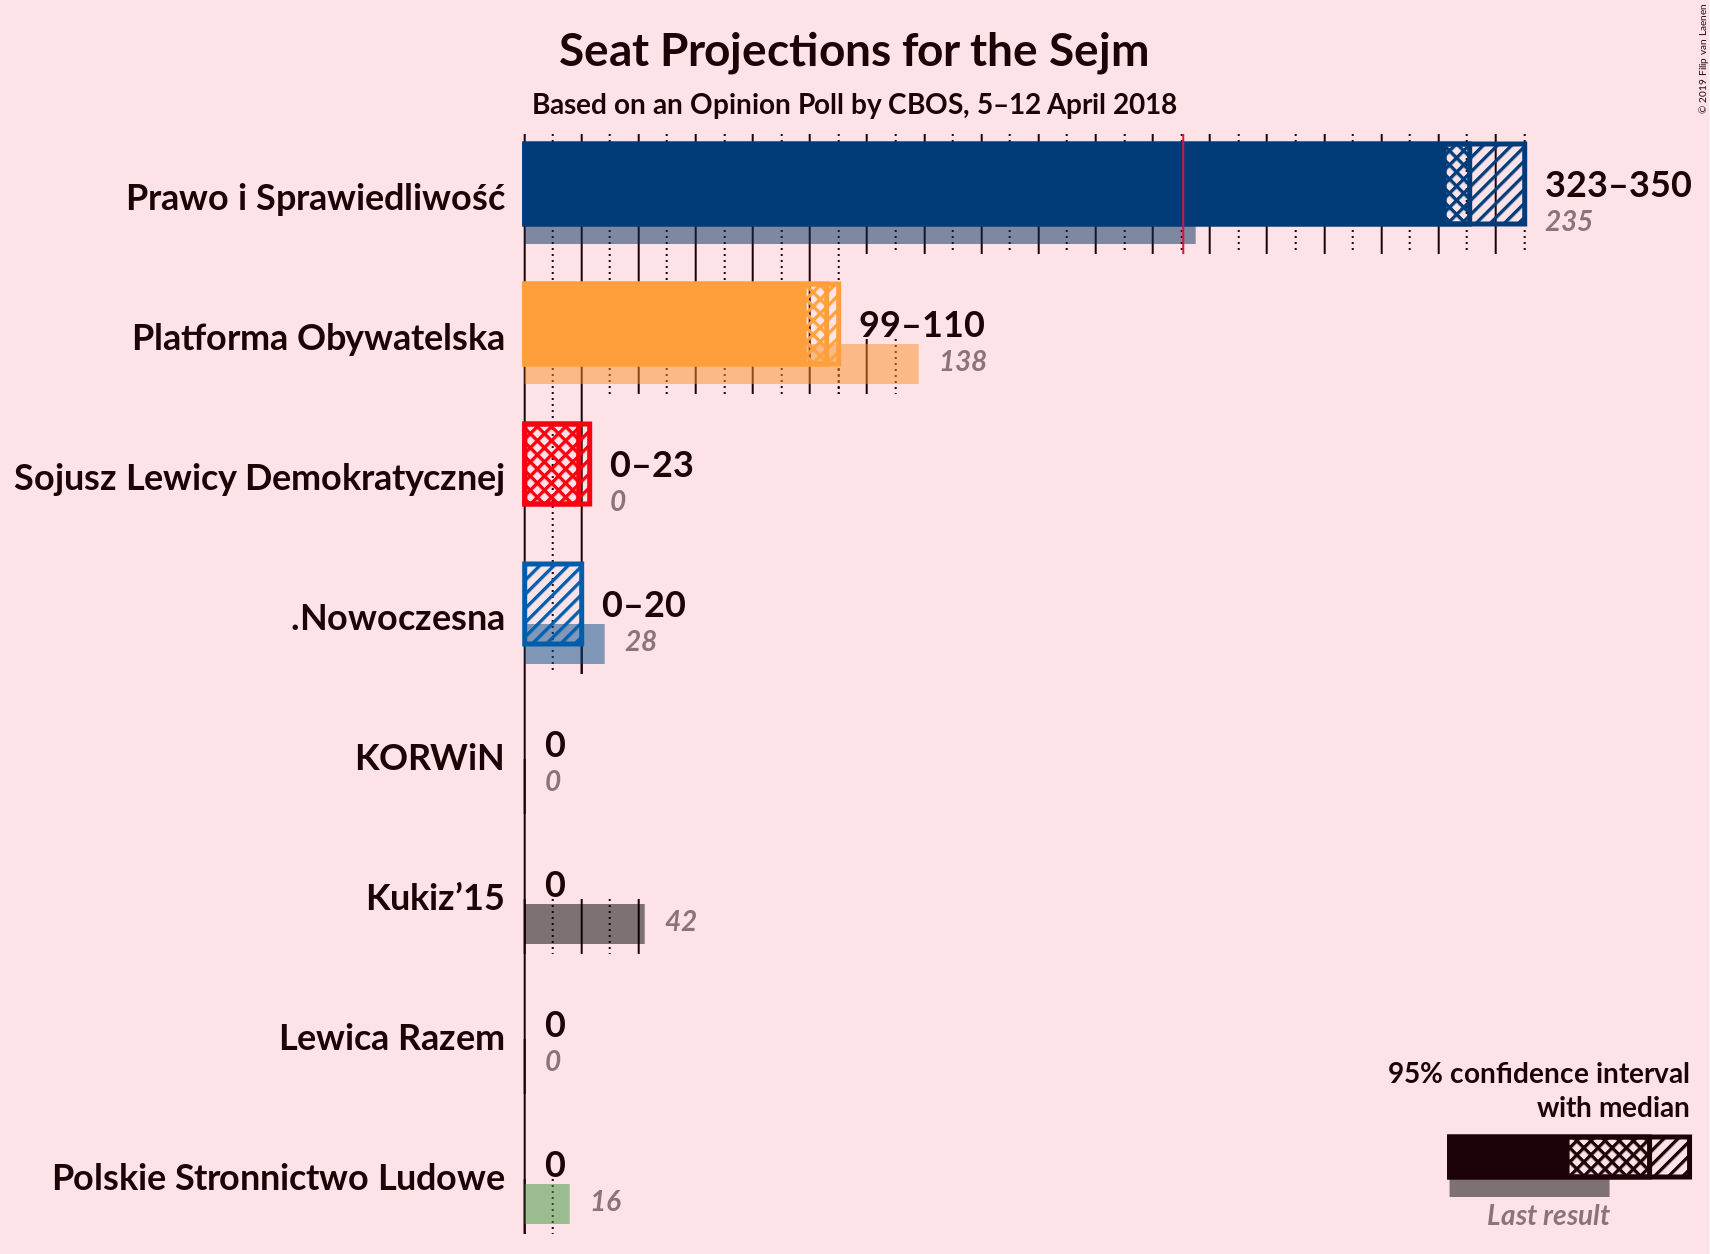 Seat Projections for the Sejm
Based on an Opinion Poll by CBOS, 5–12 April 2018
© 2019 Filip van Laenen
Prawo i Sprawiedliwość
323–350
235
Platforma Obywatelska
99–110
138
Sojusz Lewicy Demokratycznej
0–23
0
.Nowoczesna
0–20
28
KORWiN
0
0
Kukiz’15
0
42
Lewica Razem
0
0
Polskie Stronnictwo Ludowe
0
16
95% confidence interval
with median
Last result